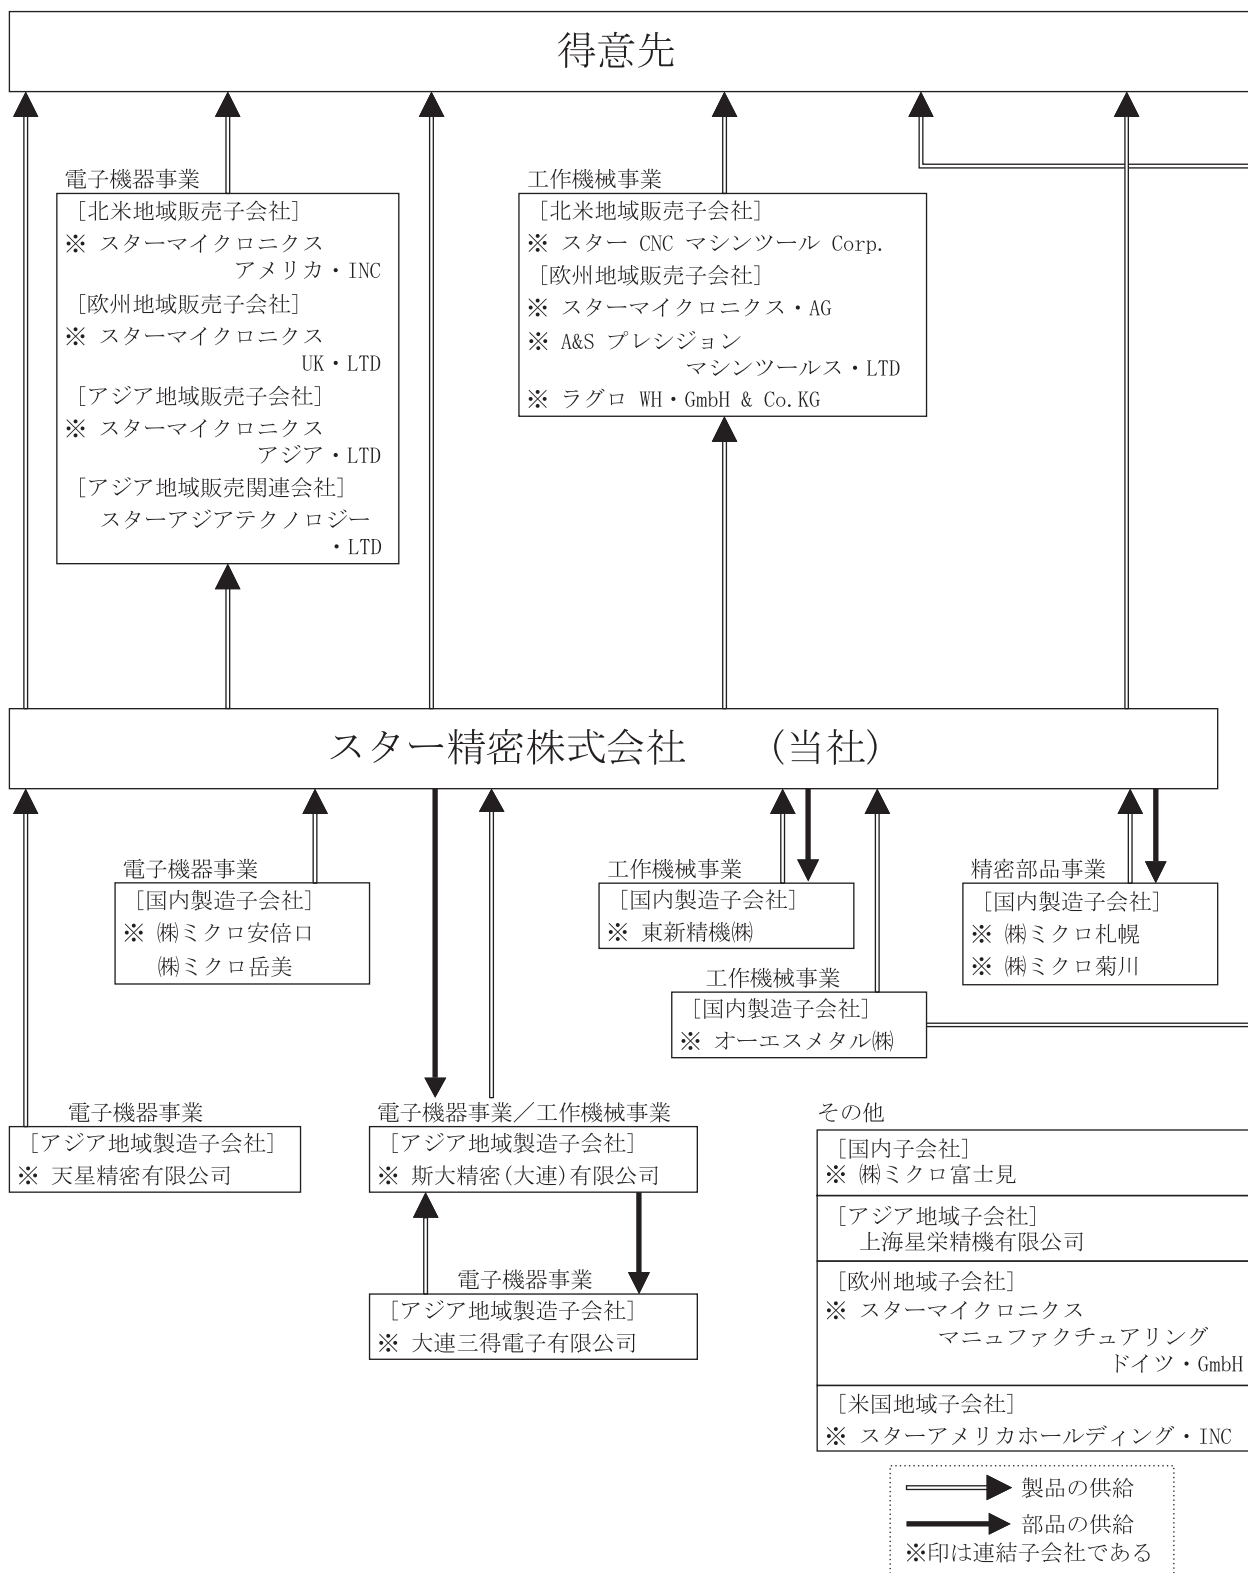 得意先
電子機器事業
［北米地域販売子会社］
※ スターマイクロニクス
アメリカ・INC
［欧州地域販売子会社］
※ スターマイクロニクス
UK・LTD
［アジア地域販売子会社］
※ スターマイクロニクス
アジア・LTD
［アジア地域販売関連会社］
スターアジアテクノロジー
・LTD
工作機械事業
［北米地域販売子会社］
※ スター CNC マシンツール Corp.
［欧州地域販売子会社］
※ スターマイクロニクス・AG
※ A&S プレシジョン
マシンツールス・LTD
※ ラグロ WH・GmbH & Co.KG
スター精密株式会社　（当社）
電子機器事業
［国内製造子会社］
※ ㈱ミクロ安倍口
㈱ミクロ岳美
工作機械事業
［国内製造子会社］
※ 東新精機㈱
精密部品事業
［国内製造子会社］
※ ㈱ミクロ札幌
※ ㈱ミクロ菊川
工作機械事業
［国内製造子会社］
※ オーエスメタル㈱
電子機器事業
［アジア地域製造子会社］
※ 天星精密有限公司
電子機器事業／工作機械事業
［アジア地域製造子会社］
※ 斯大精密(大連)有限公司
電子機器事業
［アジア地域製造子会社］
※ 大連三得電子有限公司
その他
［国内子会社］
※ ㈱ミクロ富士見
［アジア地域子会社］
上海星栄精機有限公司
［欧州地域子会社］
※ スターマイクロニクス
マニュファクチュアリング
ドイツ・GmbH
［米国地域子会社］
※ スターアメリカホールディング・INC
製品の供給
部品の供給
※印は連結子会社である